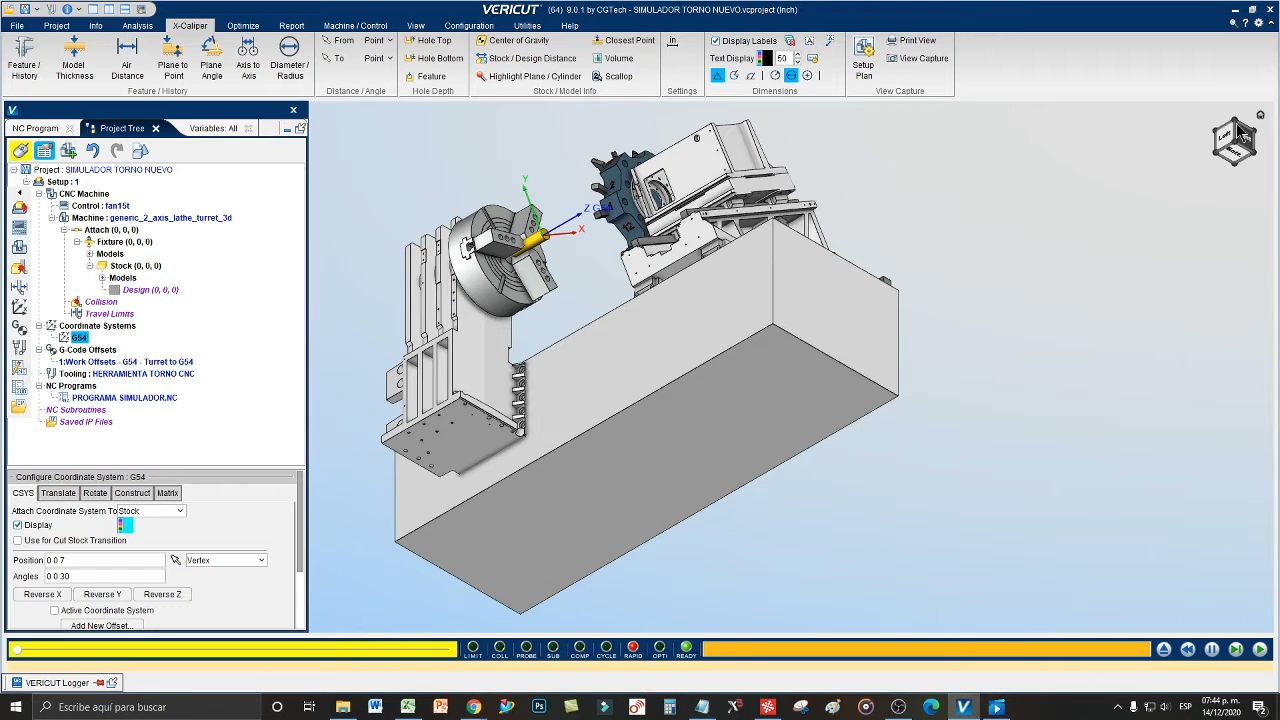 VERICUT (64) 9.0.1 by CGTech - SIMULADOR TORNO NUEVO.vcproject (Inch)
File Project Info Analysis X-Caliper Optimize Report Machine / Control View Configuration Utilities Help
Feature / History
Model Thickness
Air Distance
Plane to Point
Plane Angle
Axis to Axis
Diameter / Radius
Feature / History
From Point
To Point
Distance / Angle
Hole Top
Hole Bottom
Feature
Hole Depth
Center of Gravity
Stock / Design Distance
Highlight Plane / Cylinder
Closest Point
Volume
Scallop
Stock / Model Info
in
Settings
Display Labels
Text Display 50
Dimensions
Setup Plan
Print View
View Capture
View Capture
NC Program Project Tree Variables: All
Project : SIMULADOR TORNO NUEVO
Setup : 1
CNC Machine
Control : fan15t
Machine : generic_2_axis_lathe_turret_3d
Attach (0, 0, 0)
Fixture (0, 0, 0)
Models
Stock (0, 0, 0)
Models
Design (0, 0, 0)
Collision
Travel Limits
Coordinate Systems
G54
G-Code Offsets
1:Work Offsets - G54 - Turret to G54
Tooling : HERRAMIENTA TORNO CNC
NC Programs
PROGRAMA SIMULADOR.NC
NC Subroutines
Saved IP Files
Configure Coordinate System : G54
CSYS Translate Rotate Construct Matrix
Attach Coordinate System To Stock
Display
Use for Cut Stock Transition
Position 0 0 7 Vertex
Angles 0 0 30
Reverse X Reverse Y Reverse Z
Active Coordinate System
Add New Offset...
Y
Z G54
X
2
12
Left
LIMIT COLL PROBE SUB COMP CYCLE RAPID OPTI READY
VERICUT Logger
Escribe aquí para buscar
ESP
07:44 p. m.
14/12/2020